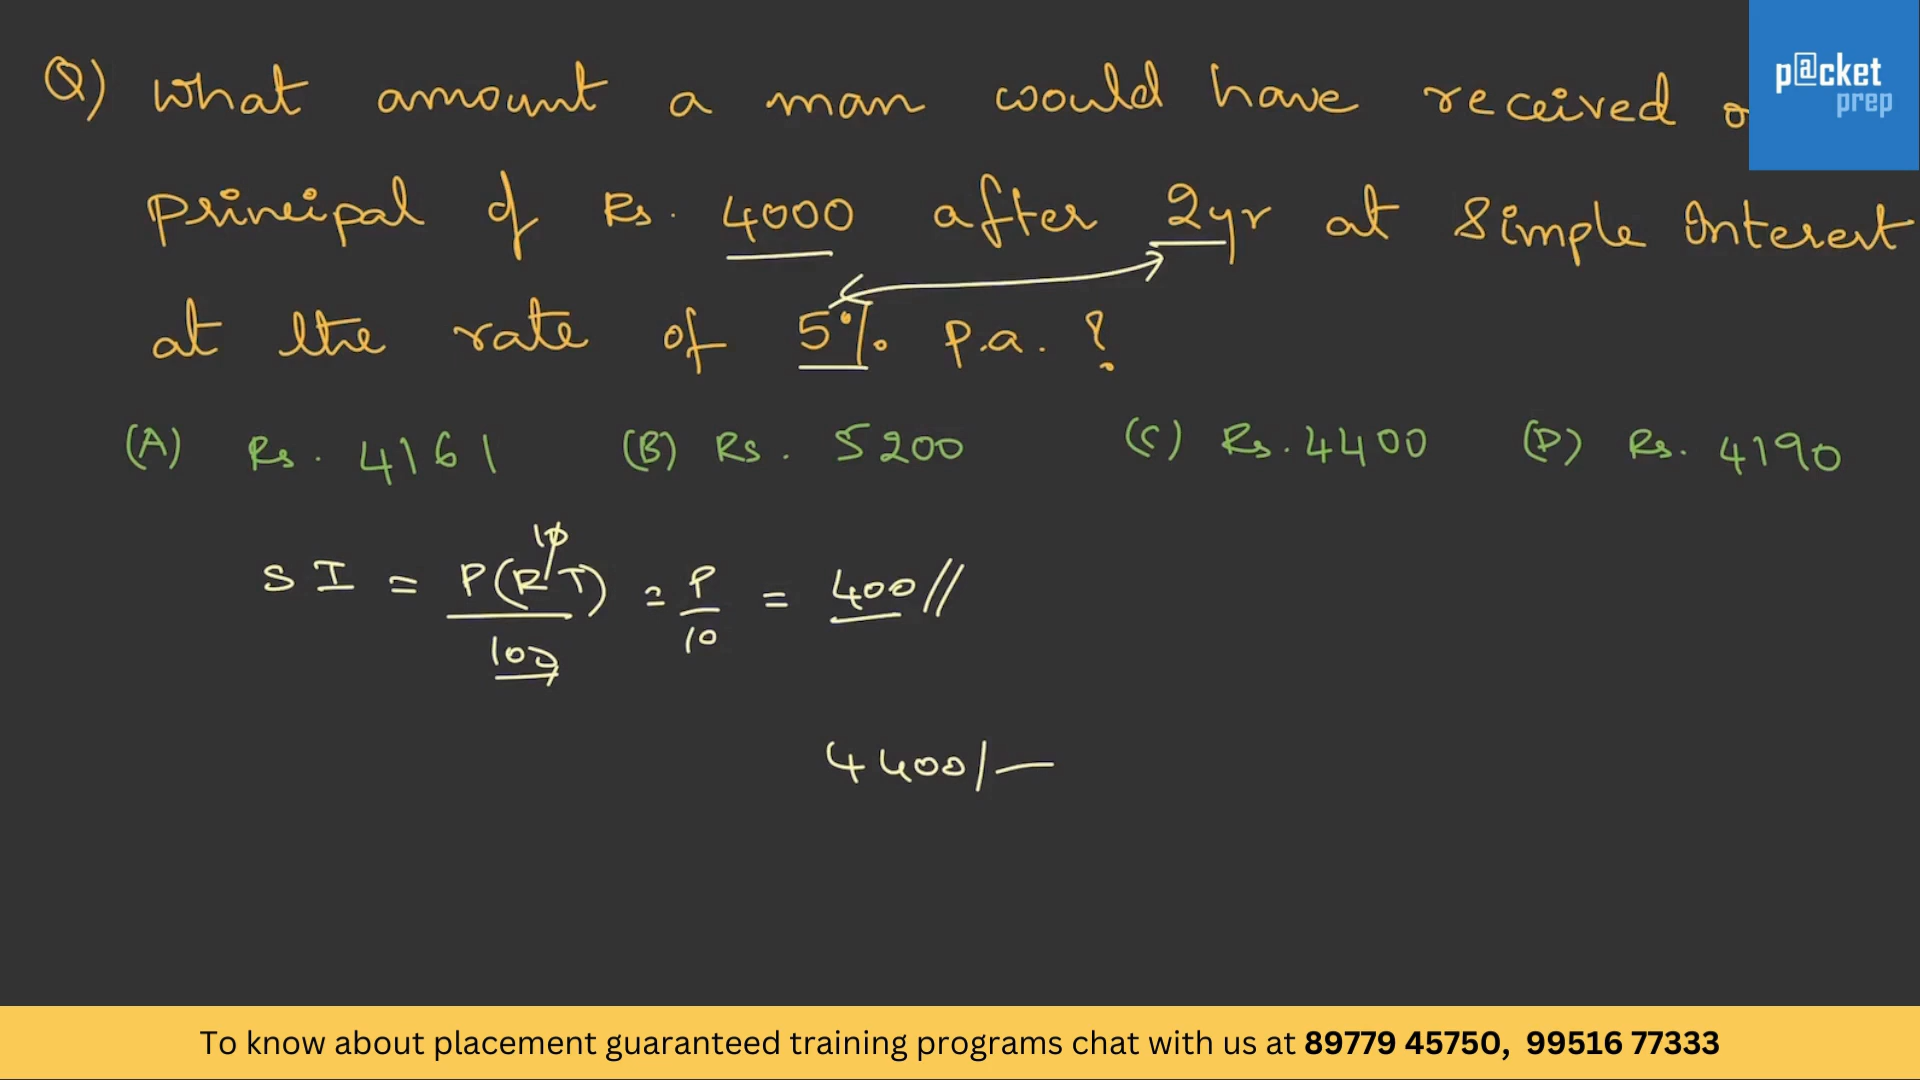 Q) What amount a man would have received
principal of Rs. 4000 after 2yr at Simple Interest
at the rate of 5% p.a. ?
(A) Rs. 4161 (B) Rs. 5200 (C) Rs. 4400 (D) Rs. 4190
10
SI = P(RT) = P = 400//
100 10
4400/—
p@cket
prep
To know about placement guaranteed training programs chat with us at 89779 45750, 99516 77333